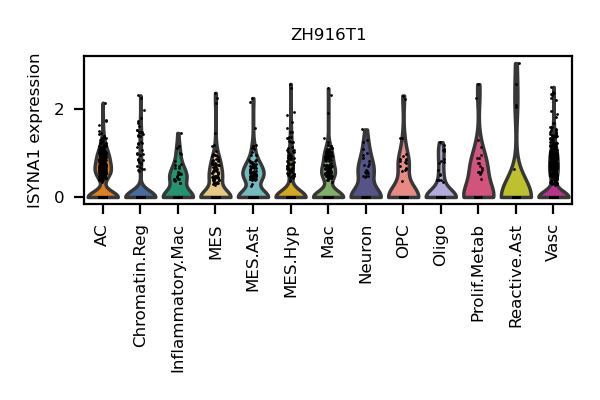 ZH916T1
ISYNA1 expression
2
0
AC
Chromatin.Reg
Inflammatory.Mac
MES
MES.Ast
MES.Hyp
Mac
Neuron
OPC
Oligo
Prolif.Metab
Reactive.Ast
Vasc